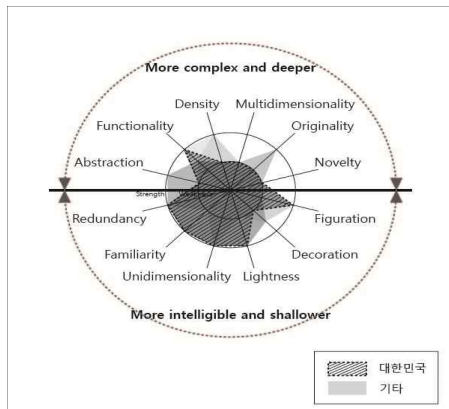 More complex and deeper
Density Multidimensionality
Functionality Originality
Abstraction Novelty
Strength
Redundancy Figuration
Familiarity Decoration
Unidimensionality Lightness
More intelligible and shallower
대한민국
기타